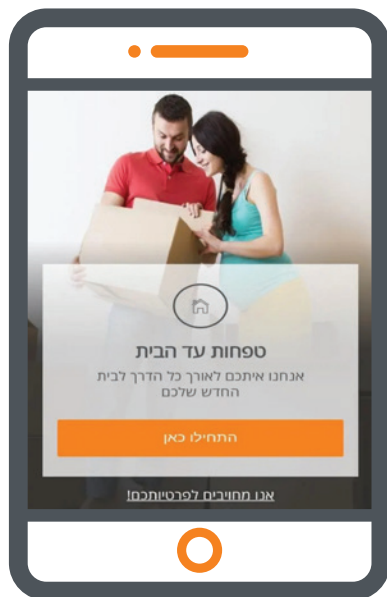 טפחות עד הבית
אנחנו איתכם לאורך כל הדרך לבית
החדש שלכם
התחילו כאן
אנו מחויבים לפרטיותכם!